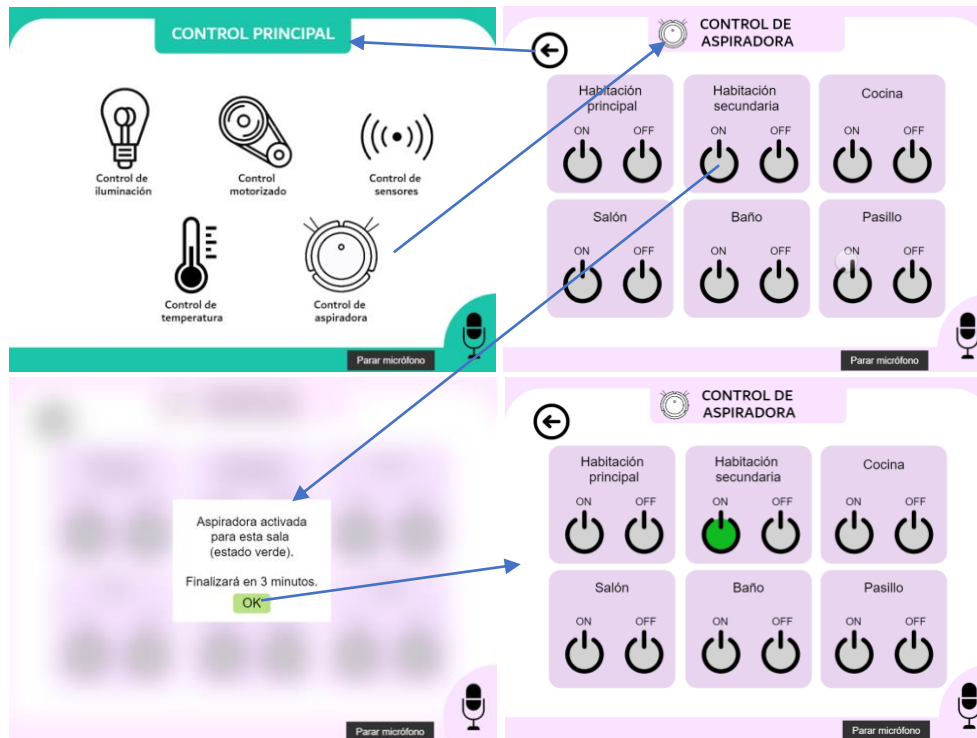 CONTROL PRINCIPAL
Control de
iluminación
Control
motorizado
Control de
sensores
Control de
temperatura
Control de
aspiradora
Parar micrófono
CONTROL DE
ASPIRADORA
Habitación
principal
ON OFF
Habitación
secundaria
ON OFF
Cocina
ON OFF
Salón
ON OFF
Baño
ON OFF
Pasillo
ON OFF
Parar micrófono
Aspiradora activada
para esta sala
(estado verde).
Finalizará en 3 minutos.
OK
Parar micrófono
CONTROL DE
ASPIRADORA
Habitación
principal
ON OFF
Habitación
secundaria
ON OFF
Cocina
ON OFF
Salón
ON OFF
Baño
ON OFF
Pasillo
ON OFF
Parar micrófono